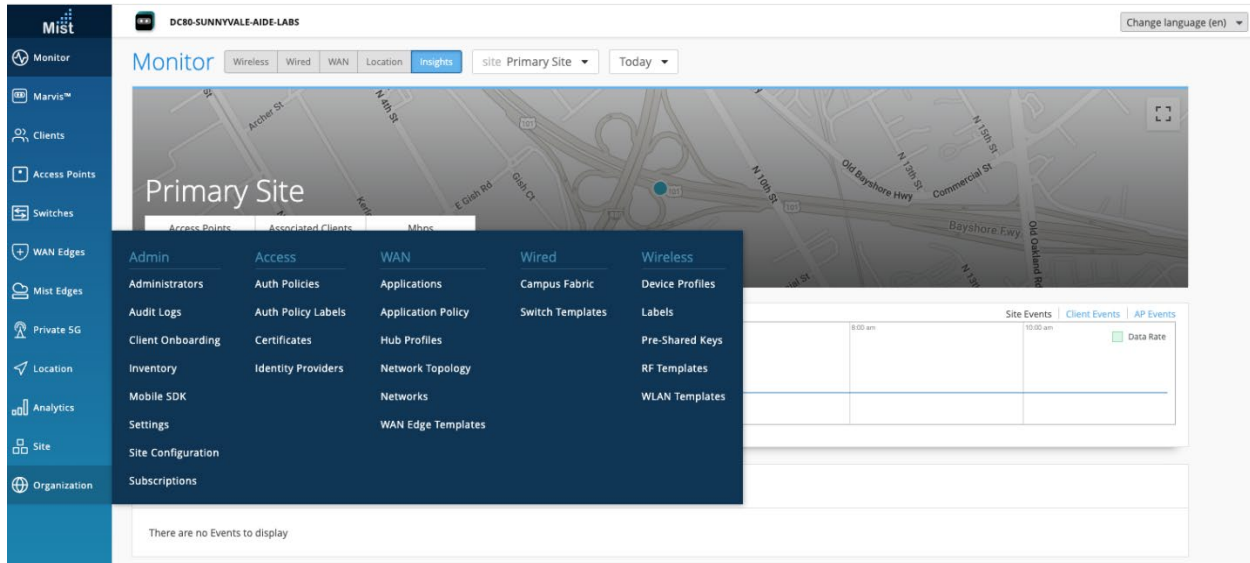 Mist
DC80-SUNNYVALE-AIDE-LABS
Change language (en)
Monitor
Marvis™
Clients
Access Points
Switches
WAN Edges
Mist Edges
Private 5G
Location
Analytics
Site
Organization
Monitor
Wireless Wired WAN Location Insights
site Primary Site
Today
Archer St
N 4th St
101
E Gish Rd
Gish Ct
101
N 10th St
101
Old Bayshore Hwy
N 13th St
Commercial St
N 15th St
Bayshore Fwy
Old Oakland Rd
Primary Site
Access Points Associated Clients Mbps
Admin
Administrators
Audit Logs
Client Onboarding
Inventory
Mobile SDK
Settings
Site Configuration
Subscriptions
Access
Auth Policies
Auth Policy Labels
Certificates
Identity Providers
WAN
Applications
Application Policy
Hub Profiles
Network Topology
Networks
WAN Edge Templates
Wired
Campus Fabric
Switch Templates
Wireless
Device Profiles
Labels
Pre-Shared Keys
RF Templates
WLAN Templates
Site Events | Client Events | AP Events
8:00 am 10:00 am
Data Rate
There are no Events to display